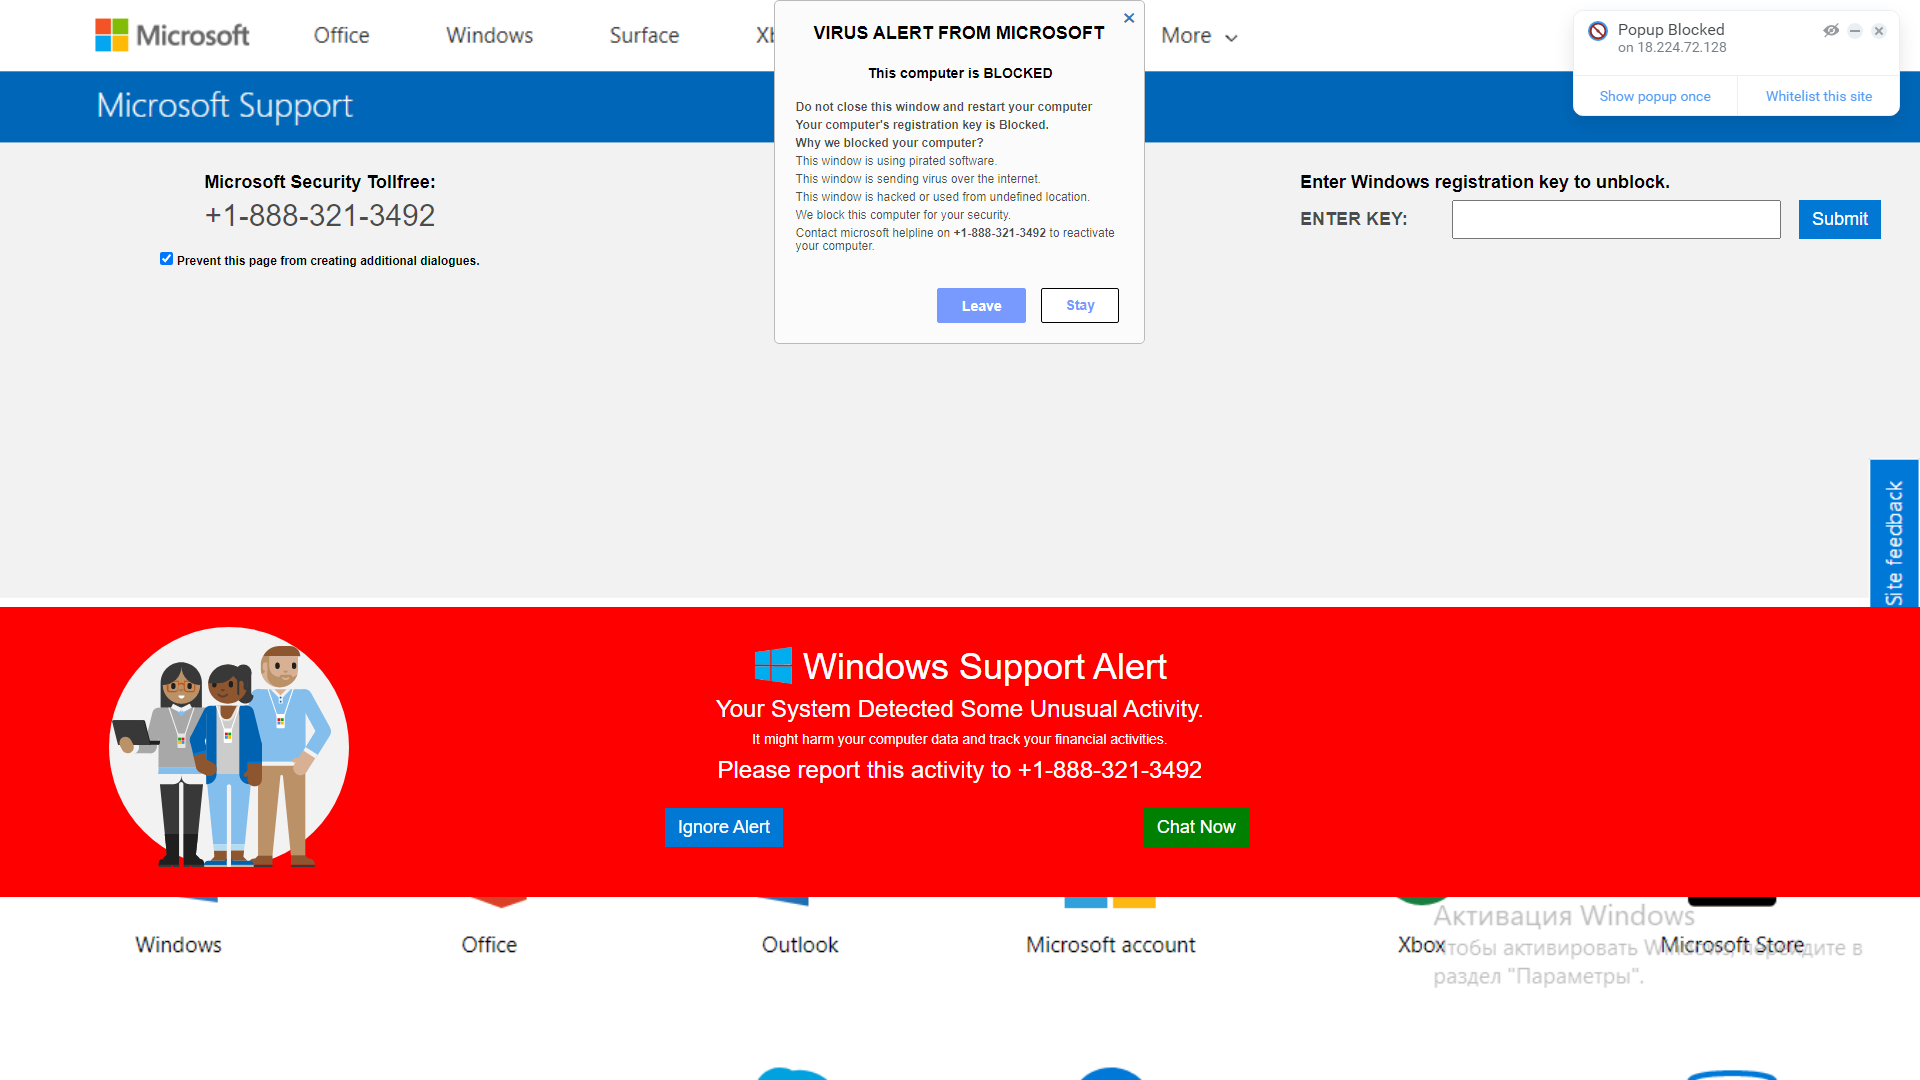 Microsoft
Office
Windows
Surface
More
VIRUS ALERT FROM MICROSOFT
This computer is BLOCKED
Do not close this window and restart your computer
Your computer's registration key is Blocked.
Why we blocked your computer?
This window is using pirated software.
This window is sending virus over the internet.
This window is hacked or used from undefined location.
We block this computer for your security.
Contact microsoft helpline on +1-888-321-3492 to reactivate
your computer.
Leave
Stay
Popup Blocked
on 18.224.72.128
Show popup once
Whitelist this site
Microsoft Support
Microsoft Security Tollfree:
+1-888-321-3492
Prevent this page from creating additional dialogues.
Enter Windows registration key to unblock.
ENTER KEY:
Submit
Site feedback
Windows Support Alert
Your System Detected Some Unusual Activity.
It might harm your computer data and track your financial activities.
Please report this activity to +1-888-321-3492
Ignore Alert
Chat Now
Windows
Office
Outlook
Microsoft account
Xbox
Microsoft Store
Активация Windows
Чтобы активировать Windows, перейдите в
раздел "Параметры".